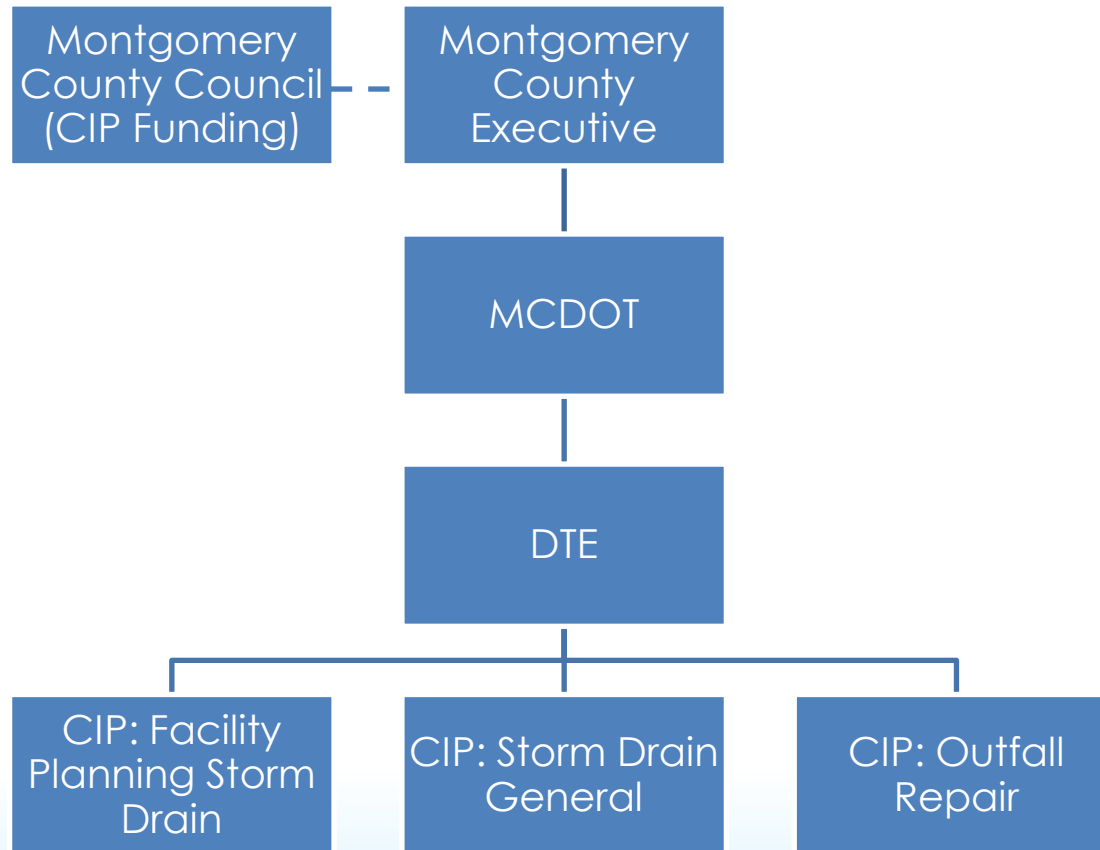 Montgomery
County Council
(CIP Funding)
Montgomery
County
Executive
MCDOT
DTE
CIP: Facility
Planning Storm
Drain
CIP: Storm Drain
General
CIP: Outfall
Repair